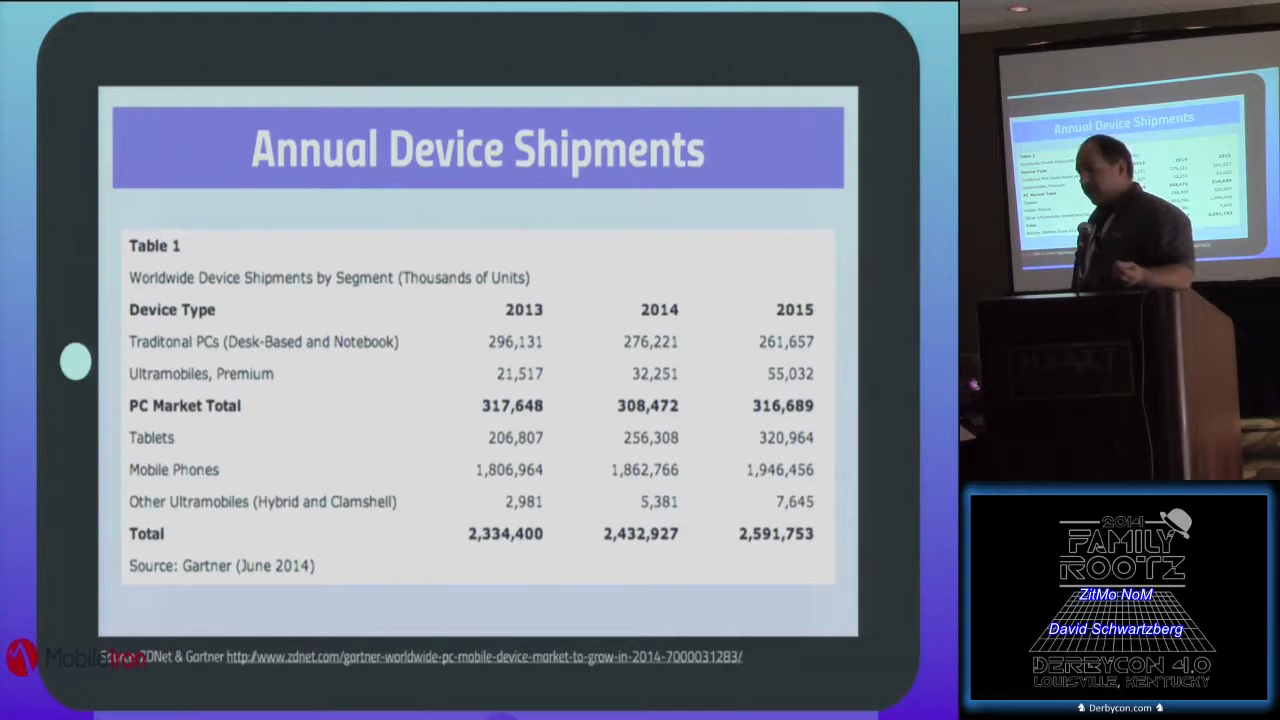 Annual Device Shipments
Table 1
Worldwide Device Shipments by Segment (Thousands of Units)
Device Type 2013 2014 2015
Traditonal PCs (Desk-Based and Notebook) 296,131 276,221 261,657
Ultramobiles, Premium 21,517 32,251 55,032
PC Market Total 317,648 308,472 316,689
Tablets 206,807 256,308 320,964
Mobile Phones 1,806,964 1,862,766 1,946,456
Other Ultramobiles (Hybrid and Clamshell) 2,981 5,381 7,645
Total 2,334,400 2,432,927 2,591,753
Source: Gartner (June 2014)
MobileIron
ZDNet & Gartner http://www.zdnet.com/gartner-worldwide-pc-mobile-device-market-to-grow-in-2014-7000031283/
Annual Device Shipments
2014
FAMILY
ROOTZ
ZitMo NoM
David Schwartzberg
DERBYCON 4.0
LOUISVILLE, KENTUCKY
Derbycon.com